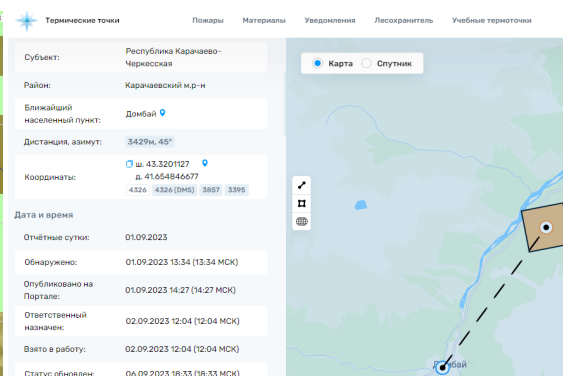 Термические точки
Пожары
Материалы
Уведомления
Лесохранитель
Учебные термоточки
Субъект:
Республика Карачаево-
Черкесская
Район:
Карачаевский м.р-н
Ближайший
населенный пункт:
Домбай
Дистанция, азимут:
3429м, 45°
Координаты:
ш. 43.3201127
д. 41.654846677
4326 4326 (DMS) 3857 3395
Дата и время
Отчётные сутки:
01.09.2023
Обнаружено:
01.09.2023 13:34 (13:34 МСК)
Опубликовано на
Портале:
01.09.2023 14:27 (14:27 МСК)
Ответственный
назначен:
02.09.2023 12:04 (12:04 МСК)
Взято в работу:
02.09.2023 12:04 (12:04 МСК)
Статус обновлен:
06.09.2023 18:33 (18:33 МСК)
Карта
Спутник
Домбай